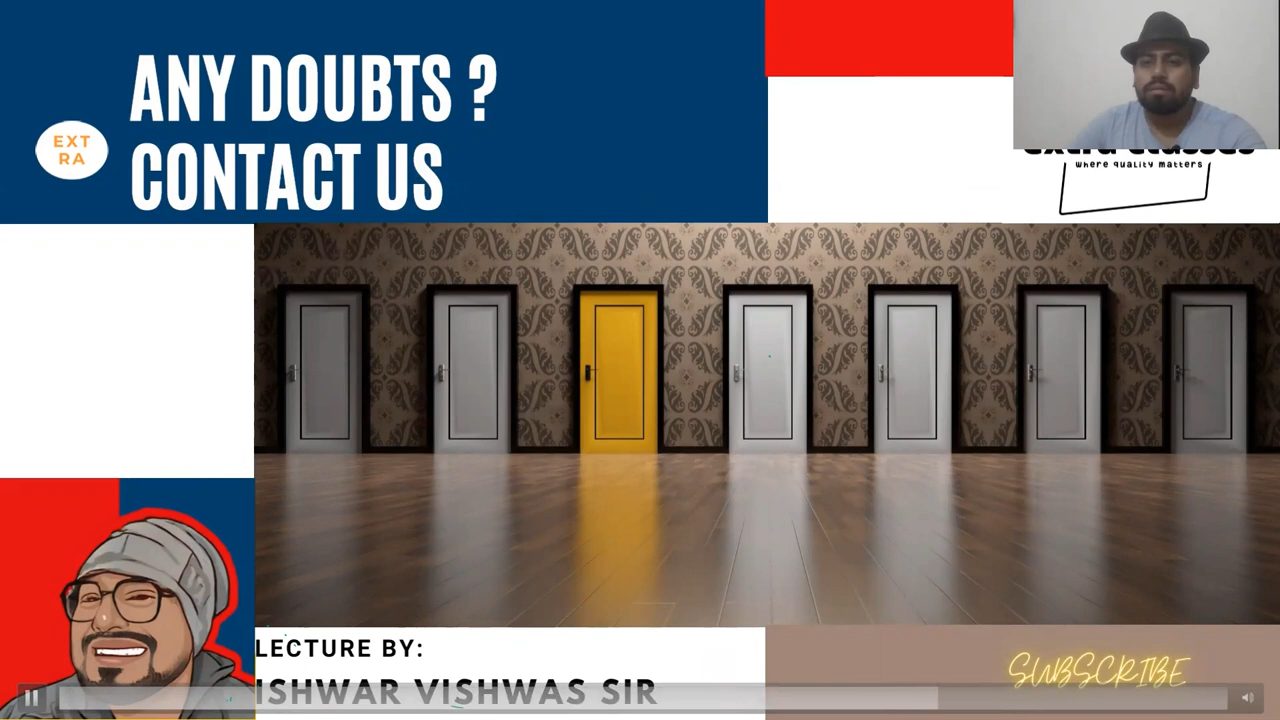 ANY DOUBTS ?
CONTACT US
EXT
RA
where quality matters
LECTURE BY:
ISHWAR VISHWAS SIR
SUBSCRIBE